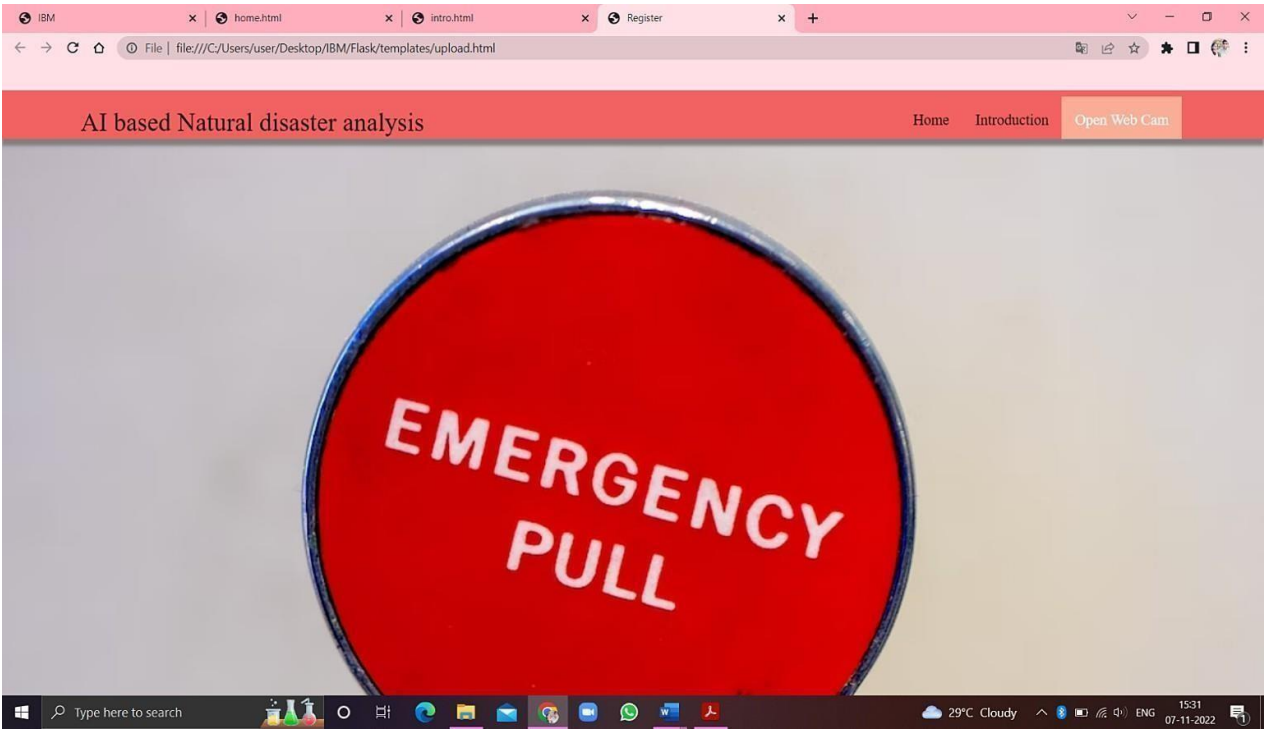 IBM
home.html
intro.html
Register
File | file:///C:/Users/user/Desktop/IBM/Flask/templates/upload.html
AI based Natural disaster analysis
Home
Introduction
Open Web Cam
EMERGENCY
PULL
Type here to search
29°C Cloudy
ENG
15:31
07-11-2022
1